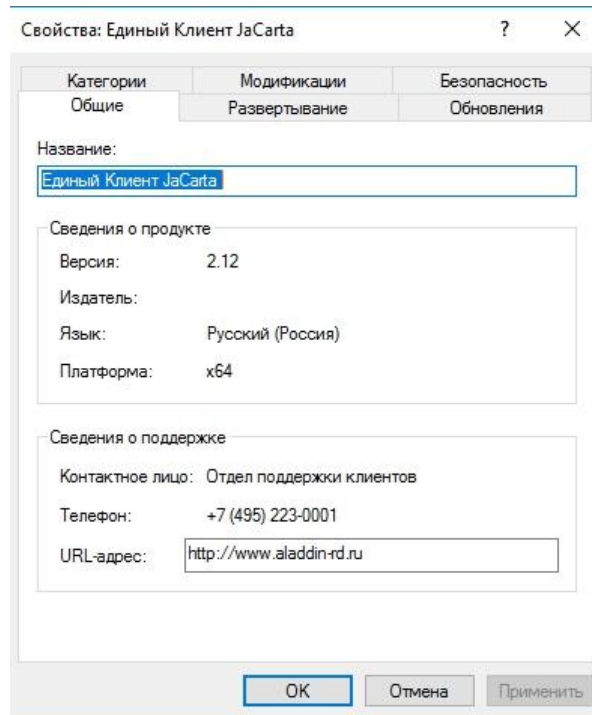 Свойства: Единый Клиент JaCarta ? ×
Категории Модификации Безопасность
Общие Развертывание Обновления
Название:
Единый Клиент JaCarta
Сведения о продукте
Версия: 2.12
Издатель:
Язык: Русский (Россия)
Платформа: x64
Сведения о поддержке
Контактное лицо: Отдел поддержки клиентов
Телефон: +7 (495) 223-0001
URL-адрес: http://www.aladdin-rd.ru
OK Отмена Применить